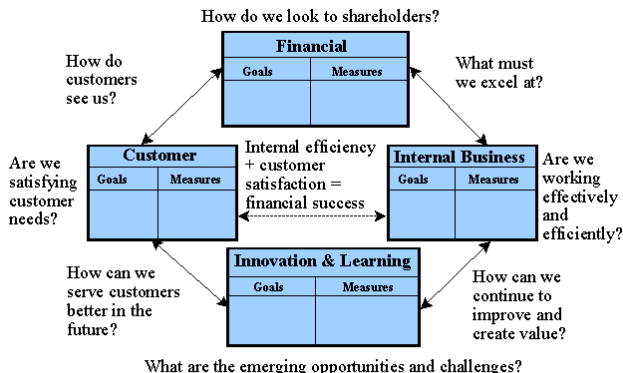 How do we look to shareholders?
Financial
Goals Measures
How do
customers
see us?
What must
we excel at?
Customer
Goals Measures
Internal efficiency
+ customer
satisfaction =
financial success
Internal Business
Goals Measures
Are we
satisfying
customer
needs?
Are we
working
effectively
and
efficiently?
Innovation & Learning
Goals Measures
How can we
serve customers
better in the
future?
How can we
continue to
improve and
create value?
What are the emerging opportunities and challenges?